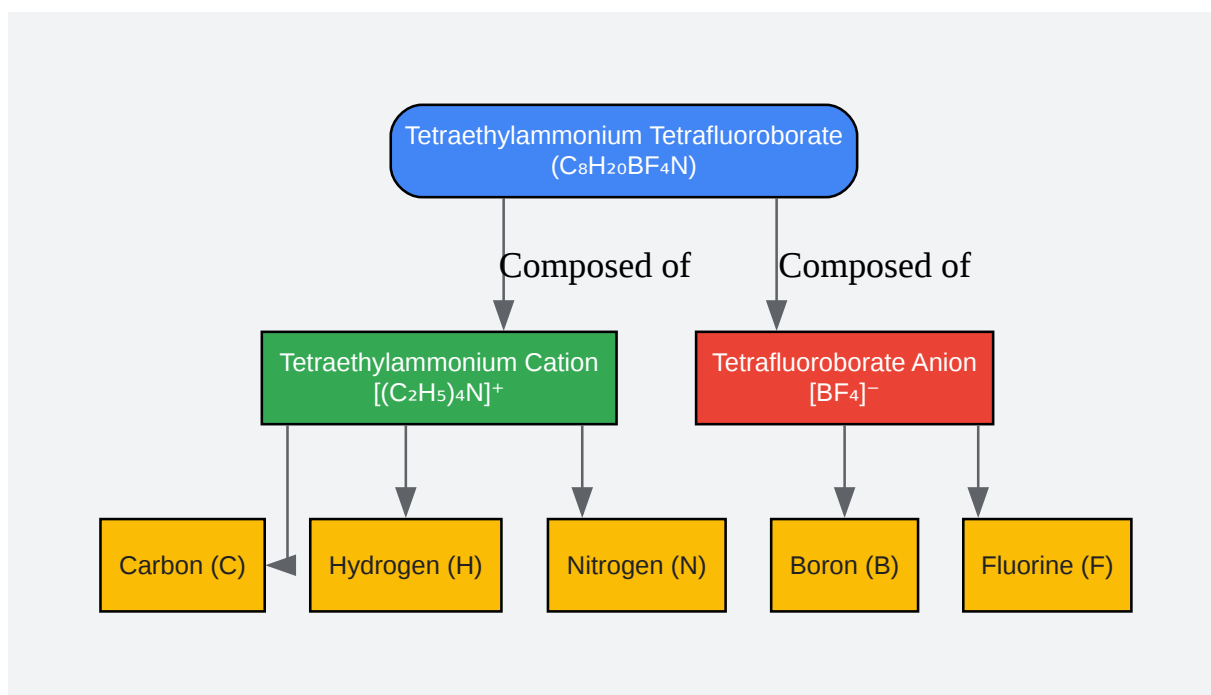 Tetraethylammonium Tetrafluoroborate
(C₈H₂₀BF₄N)
Composed of
Composed of
Tetraethylammonium Cation
[(C₂H₅)₄N]⁺
Tetrafluoroborate Anion
[BF₄]⁻
Carbon (C)
Hydrogen (H)
Nitrogen (N)
Boron (B)
Fluorine (F)